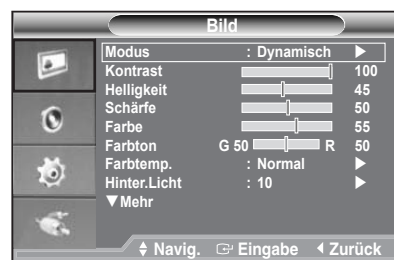 Bild
Modus : Dynamisch ▶
Kontrast 100
Helligkeit 45
Schärfe 50
Farbe 55
Farbton G 50 R 50
Farbtemp. : Normal ▶
Hinter.Licht : 10 ▶
▼Mehr
Navig. Eingabe Zurück